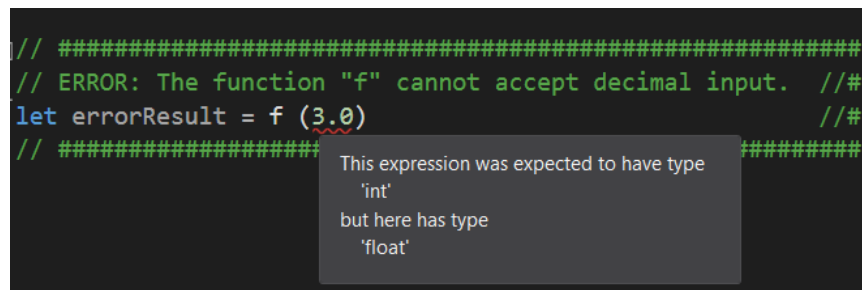 // ########################################################
// ERROR: The function "f" cannot accept decimal input. //#
let errorResult = f (3.0) //#
// ########################################################
This expression was expected to have type
'int'
but here has type
'float'